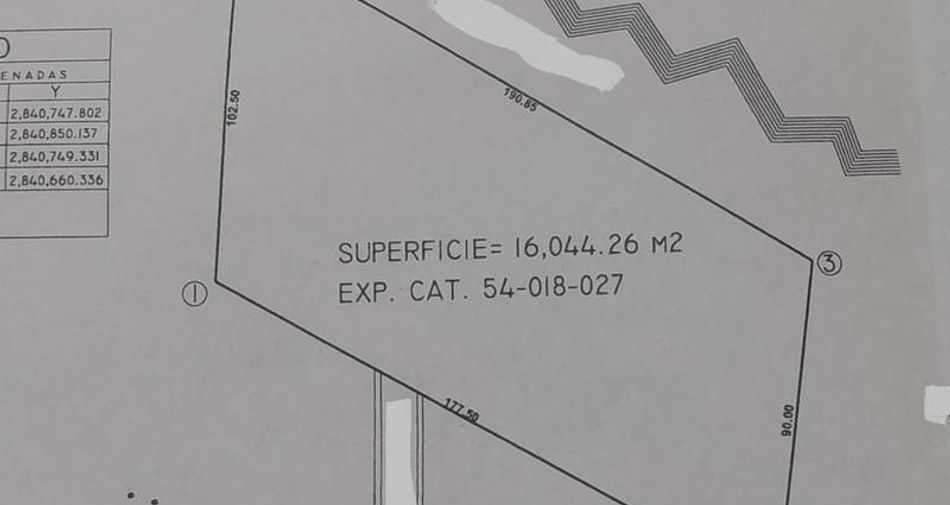 ENADAS
Y
2,840,747.802
2,840,850.137
2,840,749.331
2,840,660.336
102.50
190.85
SUPERFICIE= 16,044.26 M2
EXP. CAT. 54-018-027
3
1
177.50
90.00